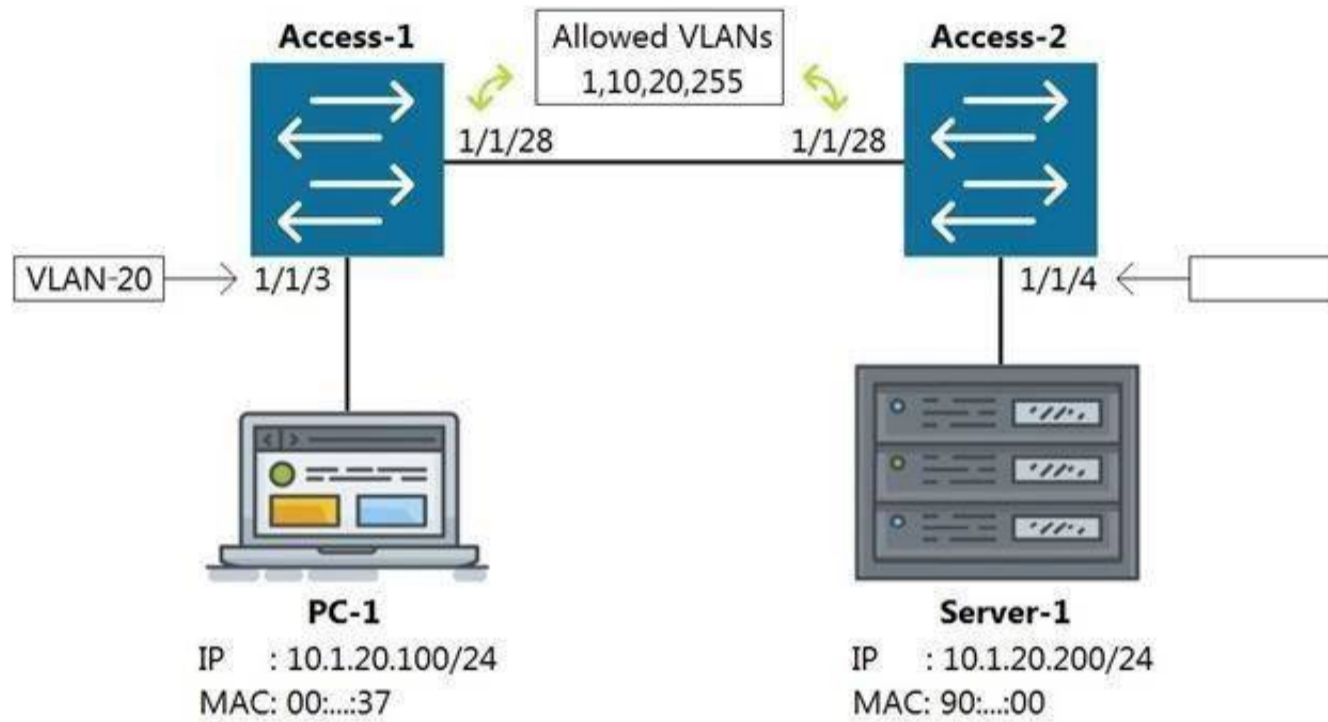 Access-1
Allowed VLANs
1,10,20,255
Access-2
1/1/28
1/1/28
VLAN-20
1/1/3
1/1/4
PC-1
IP : 10.1.20.100/24
MAC: 00:...:37
Server-1
IP : 10.1.20.200/24
MAC: 90:...:00